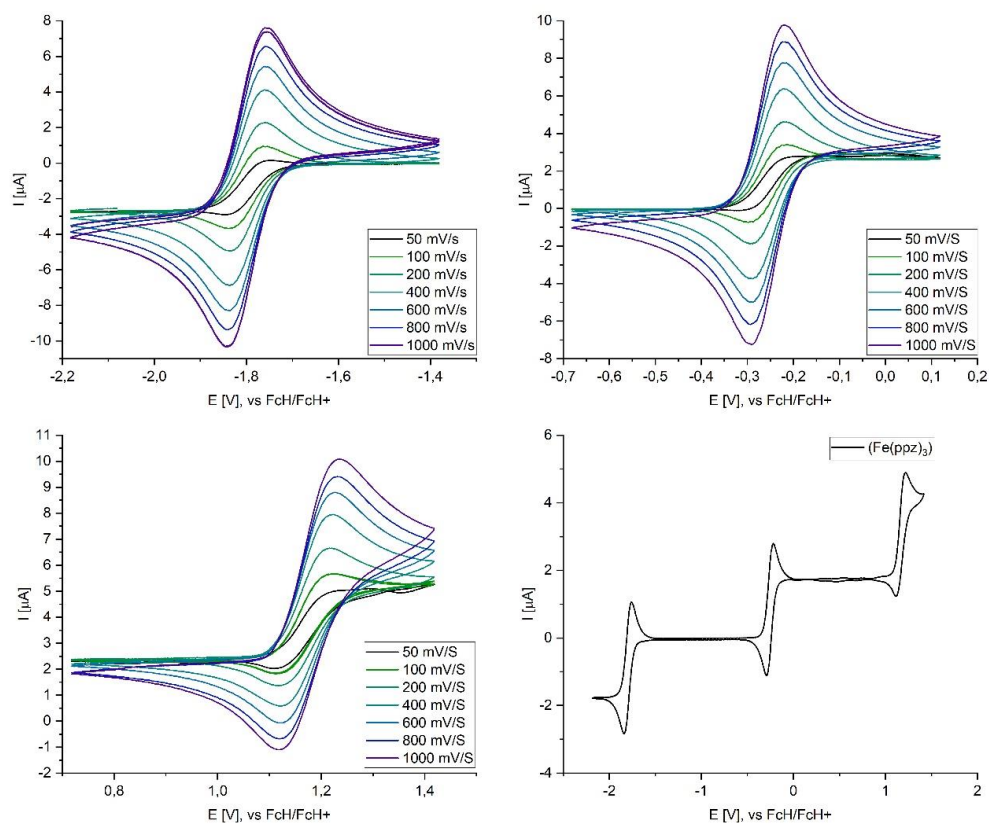 8
6
4
2
0
-2
-4
-6
-8
-10
I [µA]
50 mV/s
100 mV/s
200 mV/s
400 mV/s
600 mV/s
800 mV/s
1000 mV/s
-2,2 -2,0 -1,8 -1,6 -1,4
E [V], vs FcH/FcH+
10
8
6
4
2
0
-2
-4
-6
-8
I [µA]
50 mV/S
100 mV/S
200 mV/S
400 mV/S
600 mV/S
800 mV/S
1000 mV/S
-0,7 -0,6 -0,5 -0,4 -0,3 -0,2 -0,1 0,0 0,1 0,2
E [V], vs FcH/FcH+
11
10
9
8
7
6
5
4
3
2
1
0
-1
-2
I [µA]
50 mV/S
100 mV/S
200 mV/S
400 mV/S
600 mV/S
800 mV/S
1000 mV/S
0,8 1,0 1,2 1,4
E [V], vs FcH/FcH+
6
4
2
0
-2
-4
I [µA]
(Fe(ppz)3)
-2 -1 0 1 2
E [V], vs FcH/FcH+